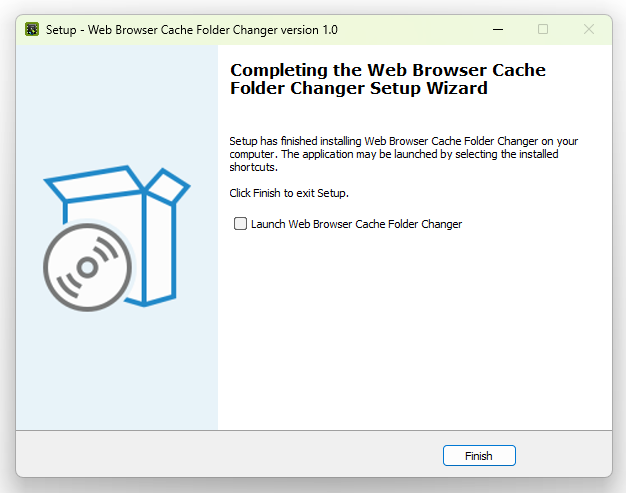 Setup - Web Browser Cache Folder Changer version 1.0
Completing the Web Browser Cache
Folder Changer Setup Wizard
Setup has finished installing Web Browser Cache Folder Changer on your
computer. The application may be launched by selecting the installed
shortcuts.
Click Finish to exit Setup.
Launch Web Browser Cache Folder Changer
Finish